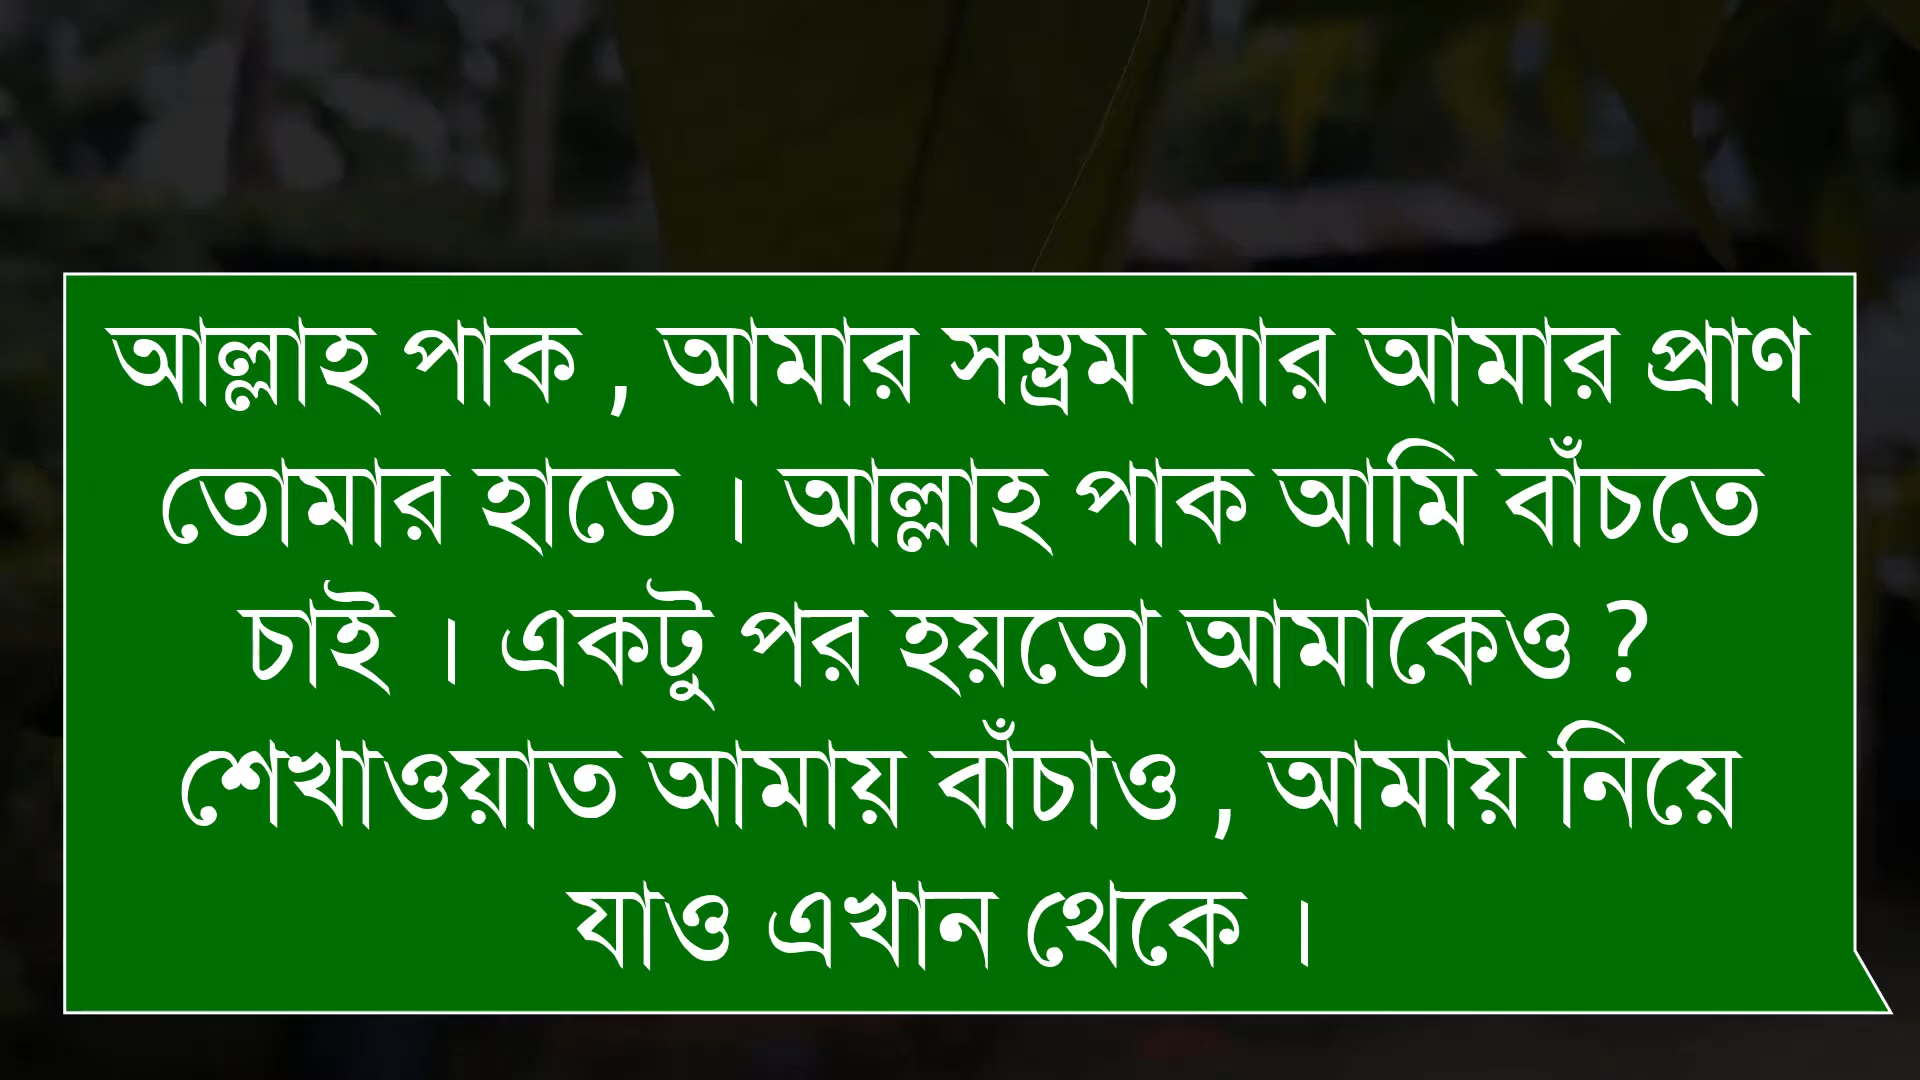 আল্লাহ পাক , আমার সম্ভ্রম আর আমার প্রাণ
তোমার হাতে । আল্লাহ পাক আমি বাঁচতে
চাই । একটু পর হয়তো আমাকেও ?
শেখাওয়াত আমায় বাঁচাও , আমায় নিয়ে
যাও এখান থেকে ।